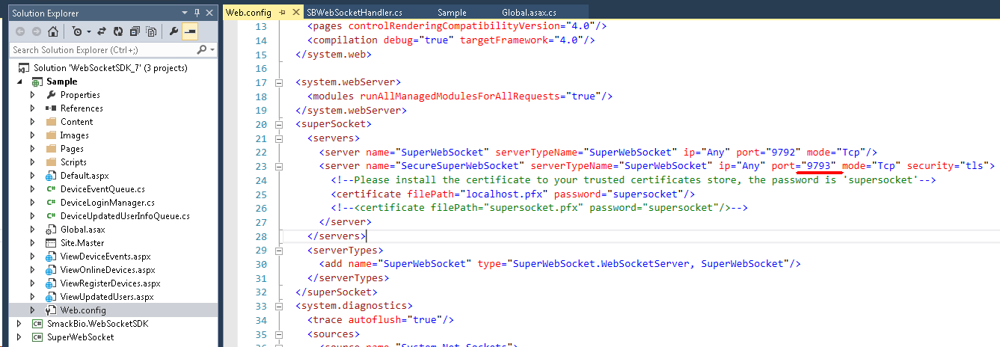 Solution Explorer
Search Solution Explorer (Ctrl+;)
Solution 'WebSocketSDK_7' (3 projects)
Sample
Properties
References
Content
Images
Pages
Scripts
Default.aspx
C# DeviceEventQueue.cs
C# DeviceLoginManager.cs
C# DeviceUpdatedUserInfoQueue.cs
Global.asax
Site.Master
ViewDeviceEvents.aspx
ViewOnlineDevices.aspx
ViewRegisterDevices.aspx
ViewUpdatedUsers.aspx
Web.config
C# SmackBio.WebSocketSDK
C# SuperWebSocket
Web.config SBWebSocketHandler.cs Sample Global.asax.cs
13 <pages controlRenderingCompatibilityVersion="4.0"/>
14 <compilation debug="true" targetFramework="4.0"/>
15 </system.web>
16
17 <system.webServer>
18 <modules runAllManagedModulesForAllRequests="true"/>
19 </system.webServer>
20 <superSocket>
21 <servers>
22 <server name="SuperWebSocket" serverTypeName="SuperWebSocket" ip="Any" port="9792" mode="Tcp"/>
23 <server name="SecureSuperWebSocket" serverTypeName="SuperWebSocket" ip="Any" port="9793" mode="Tcp" security="tls">
24 <!--Please install the certificate to your trusted certificates store, the password is 'supersocket'-->
25 <certificate filePath="localhost.pfx" password="supersocket"/>
26 <!--<certificate filePath="supersocket.pfx" password="supersocket"/>-->
27 </server>
28 </servers>
29 <serverTypes>
30 <add name="SuperWebSocket" type="SuperWebSocket.WebSocketServer, SuperWebSocket"/>
31 </serverTypes>
32 </superSocket>
33 <system.diagnostics>
34 <trace autoflush="true"/>
35 <sources>